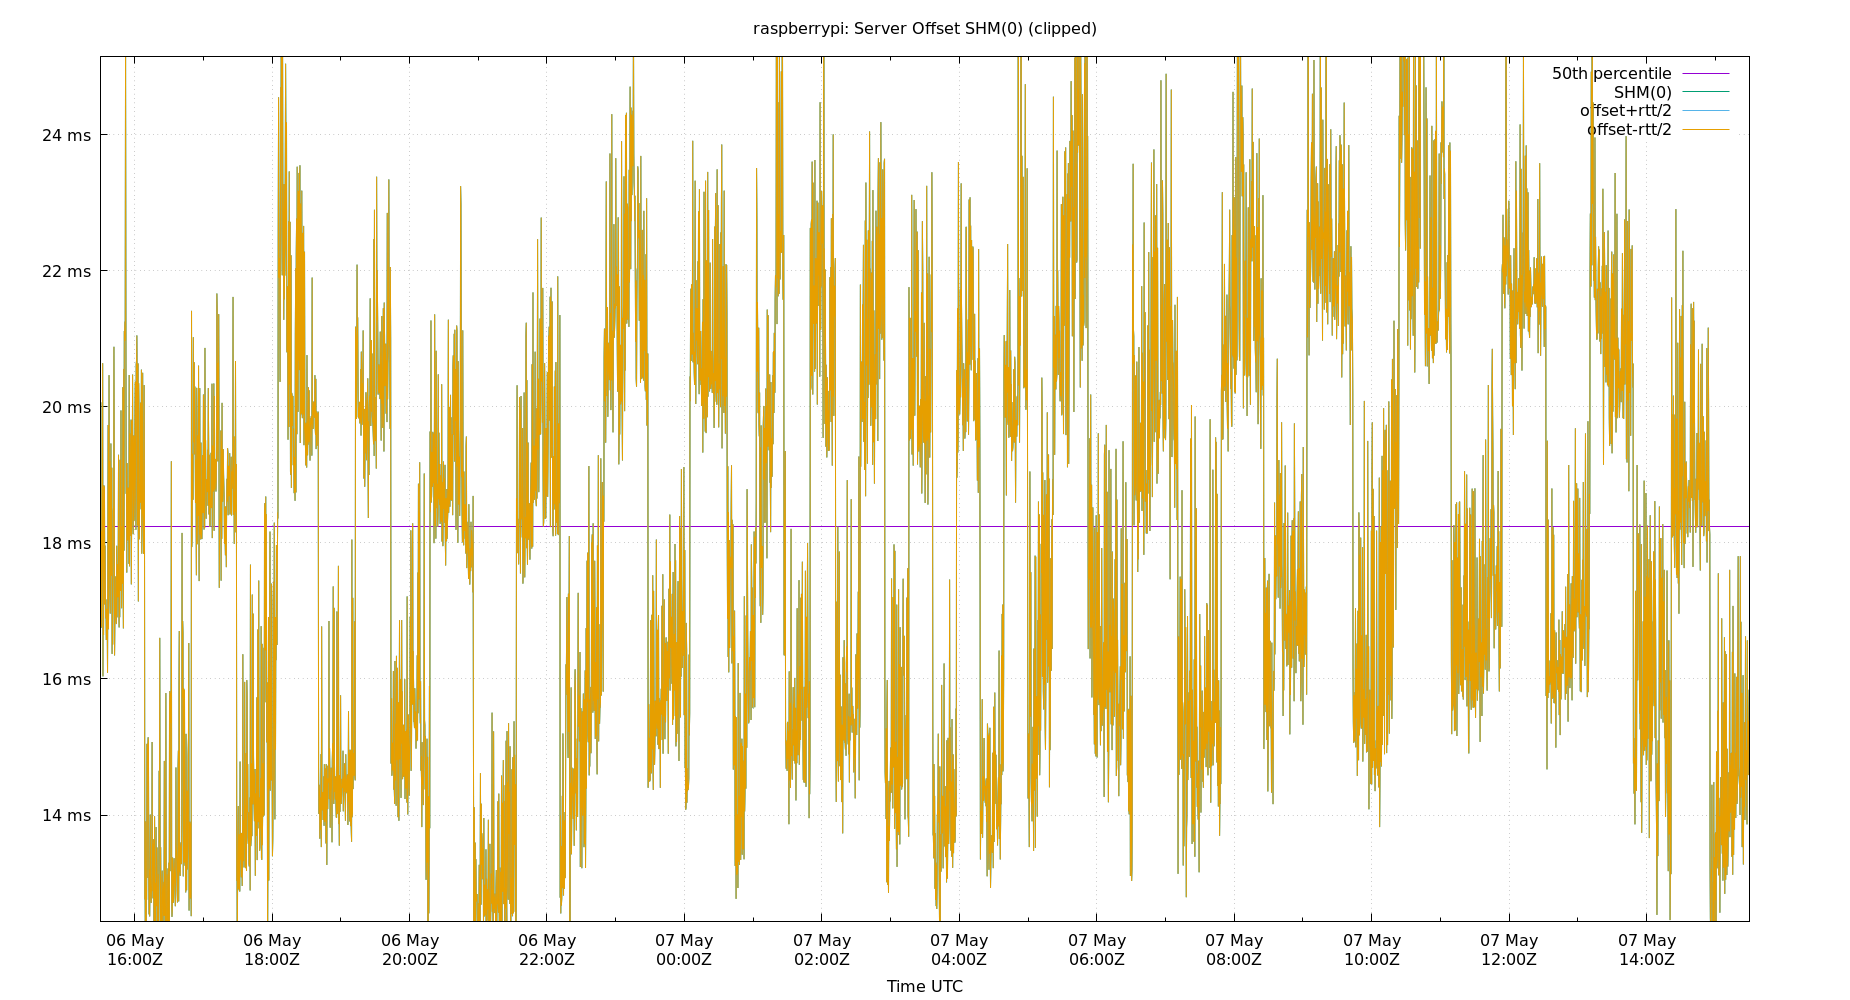 raspberrypi: Server Offset SHM(0) (clipped)
50th percentile
SHM(0)
offset+rtt/2
offset-rtt/2
24 ms
22 ms
20 ms
18 ms
16 ms
14 ms
06 May 06 May 06 May 06 May 07 May 07 May 07 May 07 May 07 May 07 May 07 May 07 May
16:00Z 18:00Z 20:00Z 22:00Z 00:00Z 02:00Z 04:00Z 06:00Z 08:00Z 10:00Z 12:00Z 14:00Z
Time UTC